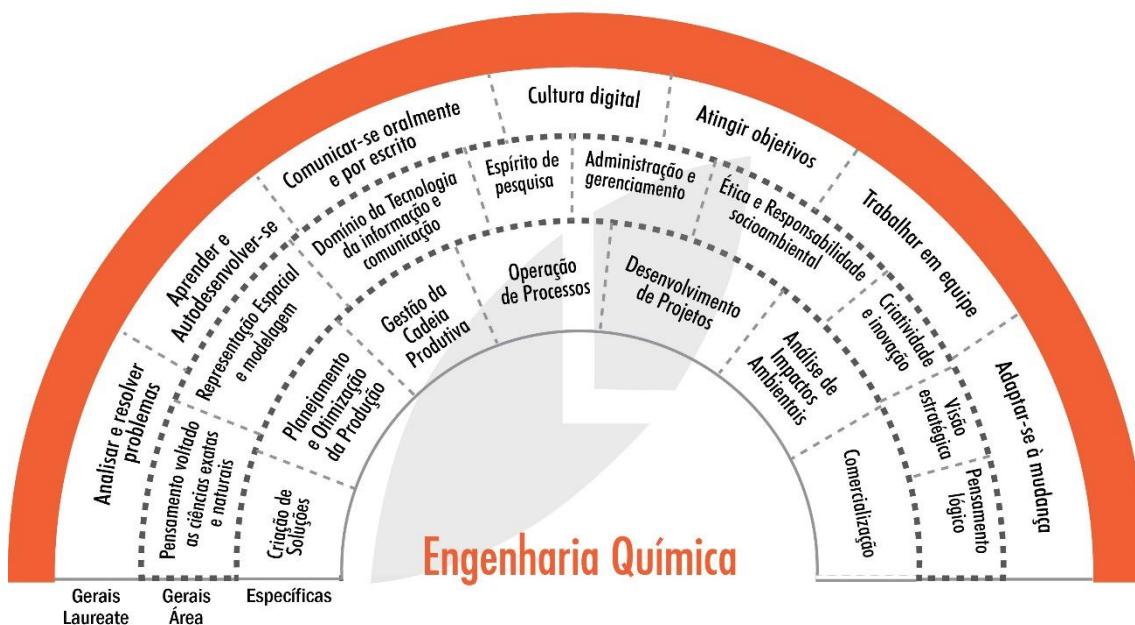 Analisar e resolver
problemas
Aprender e
Autodesenvolver-se
Comunicar-se oralmente
e por escrito
Cultura digital
Atingir objetivos
Trabalhar em equipe
Adaptar-se à mudança
Pensamento voltado
as ciências exatas
e naturais
Representação Espacial
e modelagem
Domínio da Tecnologia
da informação e
comunicação
Espírito de
pesquisa
Administração e
gerenciamento
Ética e Responsabilidade
socioambiental
Criatividade
e inovação
Visão
estratégica
Pensamento
lógico
Criação de
Soluções
Planejamento
e Otimização
da Produção
Gestão da
Cadeia
Produtiva
Operação
de Processos
Desenvolvimento
de Projetos
Análise de
Impactos
Ambientais
Comercialização
Engenharia Química
Gerais
Laureate
Gerais
Área
Específicas